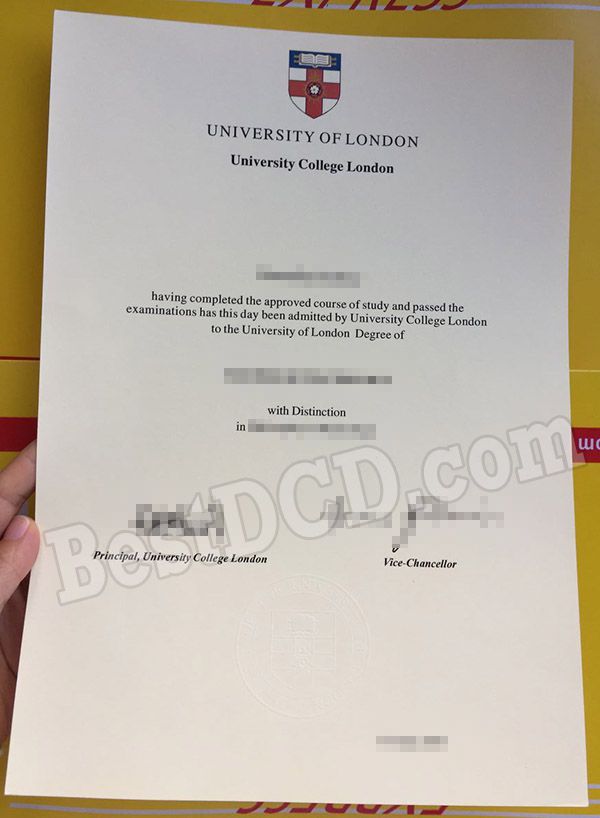 EXPRESS
UNIVERSITY OF LONDON
University College London
having completed the approved course of study and passed the
examinations has this day been admitted by University College London
to the University of London Degree of
with Distinction
in
BestDCD.com
Principal, University College London
Vice-Chancellor
EXPRESS